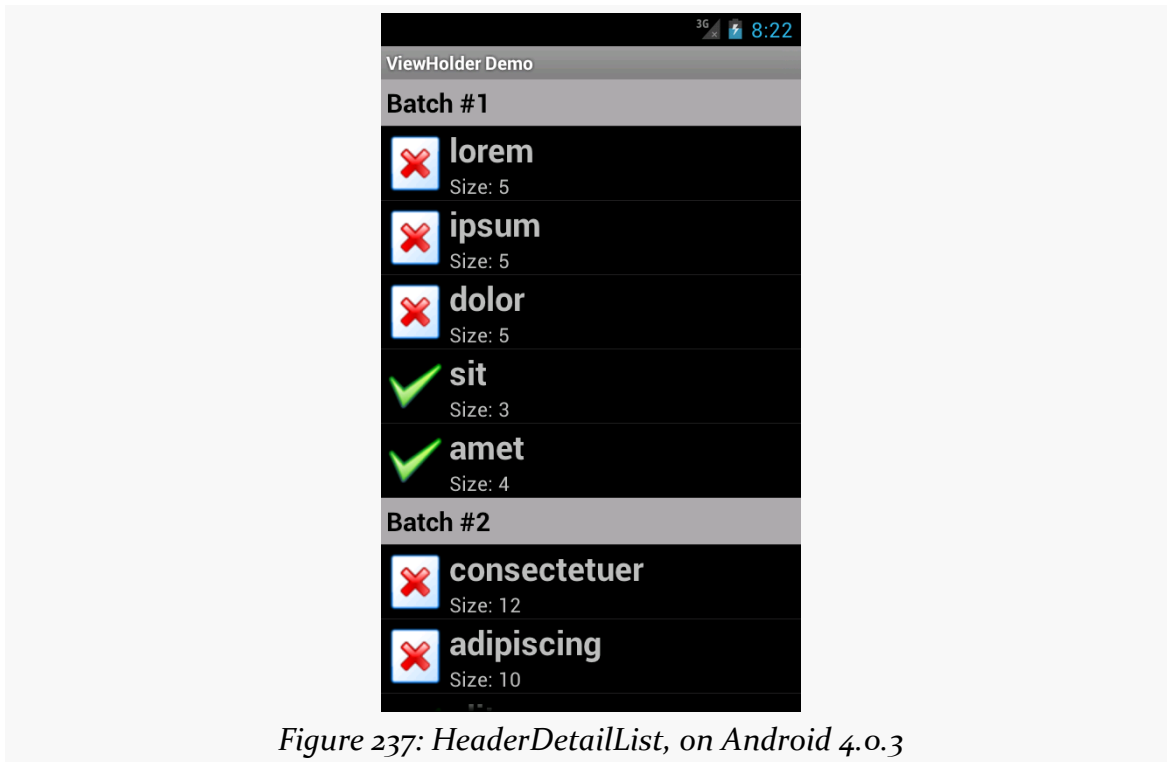 3G 8:22
ViewHolder Demo
Batch #1
lorem
Size: 5
ipsum
Size: 5
dolor
Size: 5
sit
Size: 3
amet
Size: 4
Batch #2
consectetuer
Size: 12
adipiscing
Size: 10
Figure 237: HeaderDetailList, on Android 4.0.3